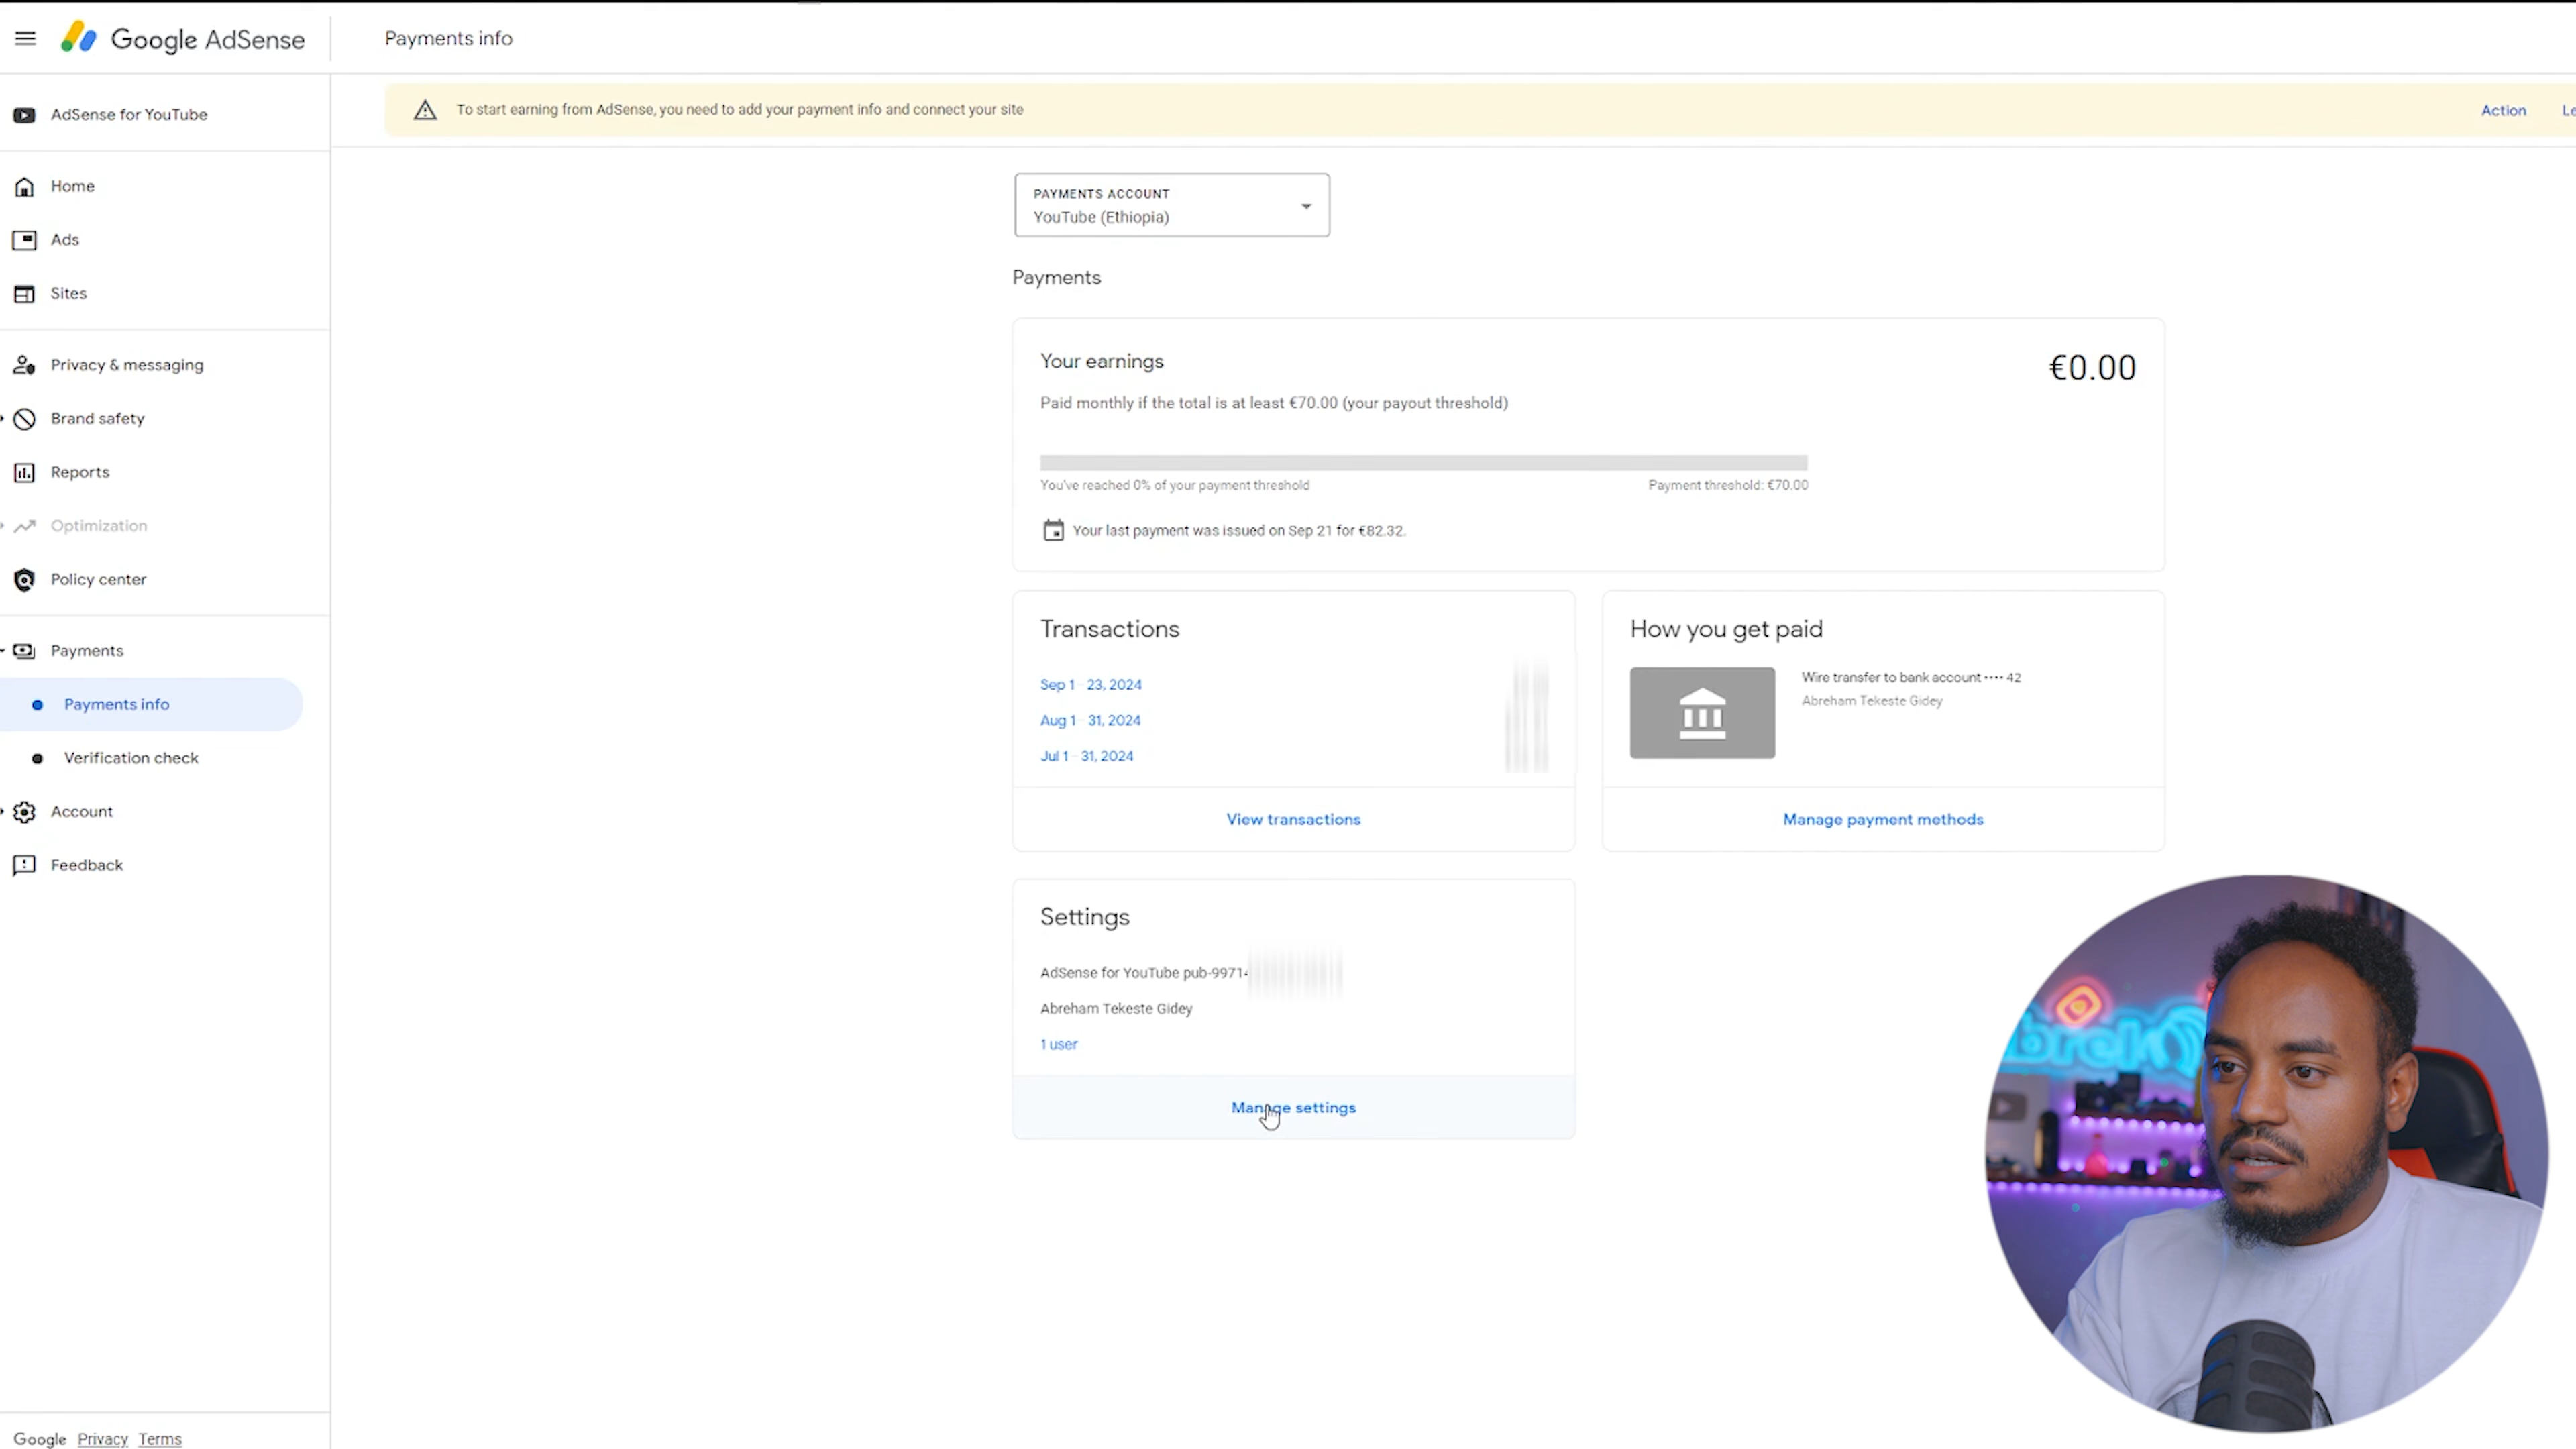 Google AdSense
Payments info
AdSense for YouTube
Home
Ads
Sites
Privacy & messaging
Brand safety
Reports
Optimization
Policy center
Payments
Payments info
Verification check
Account
Feedback
Google Privacy Terms
To start earning from AdSense, you need to add your payment info and connect your site
Action
PAYMENTS ACCOUNT
YouTube (Ethiopia)
Payments
Your earnings
€0.00
Paid monthly if the total is at least €70.00 (your payout threshold)
You've reached 0% of your payment threshold
Payment threshold: €70.00
Your last payment was issued on Sep 21 for €82.32.
Transactions
Sep 1 - 23, 2024
Aug 1 - 31, 2024
Jul 1 - 31, 2024
View transactions
How you get paid
Wire transfer to bank account •••• 42
Abreham Tekeste Gidey
Manage payment methods
Settings
AdSense for YouTube pub-9971
Abreham Tekeste Gidey
1 user
Manage settings